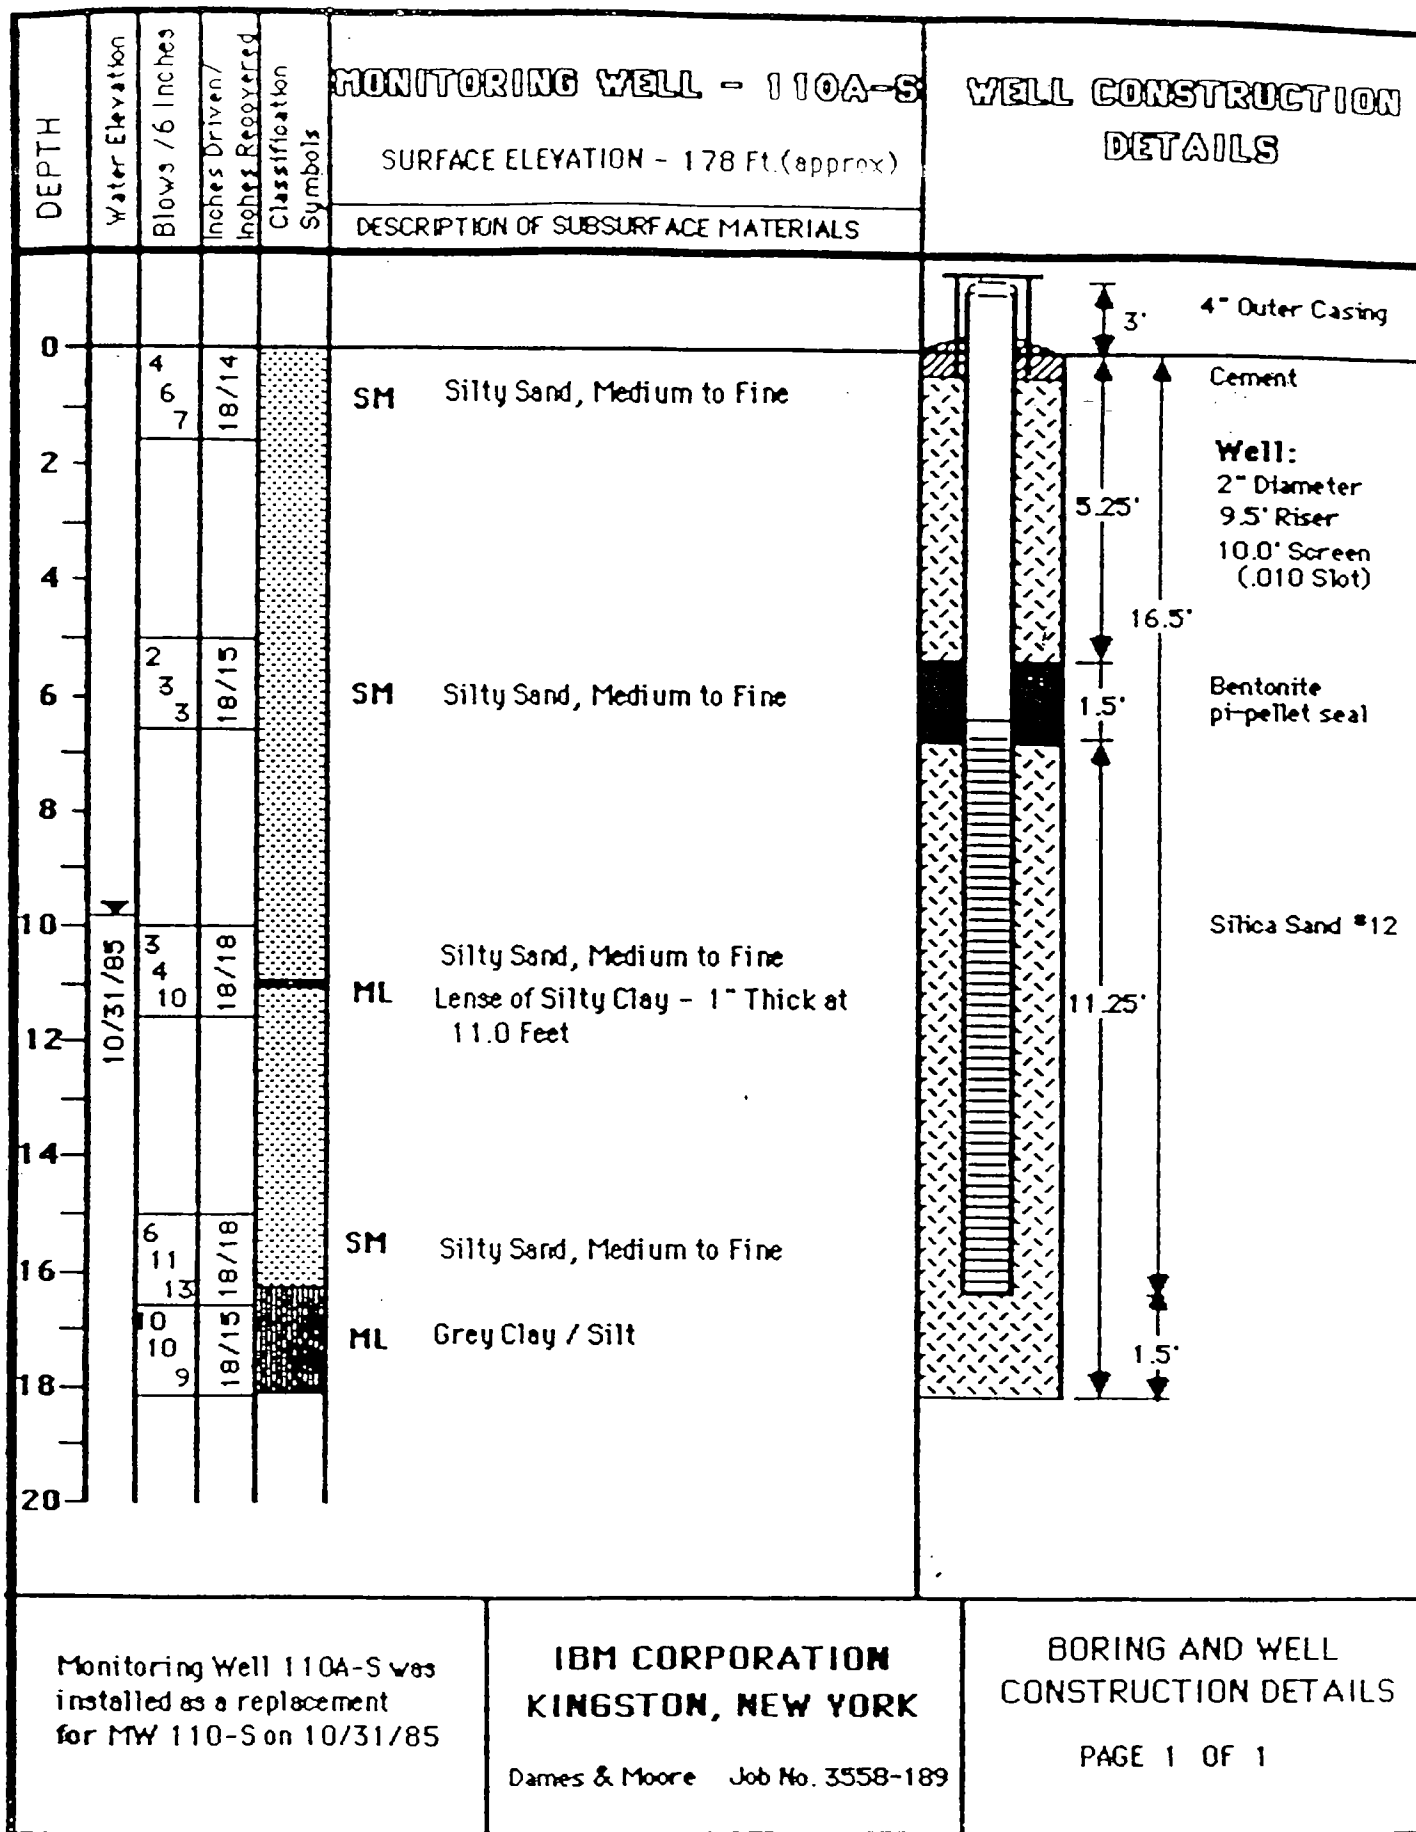 DEPTH
Water Elevation
Blows /6 Inches
Inches Driven/
Inches Recovered
Classification
Symbols
MONITORING WELL - 110A-S
SURFACE ELEVATION - 178 Ft.(approx)
DESCRIPTION OF SUBSURFACE MATERIALS
WELL CONSTRUCTION
DETAILS
3'
4" Outer Casing
0
4
6
7
18/14
SM
Silty Sand, Medium to Fine
Cement
2
Well:
2" Diameter
9.5' Riser
10.0' Screen
(.010 Slot)
5.25'
4
16.5'
2
3
3
18/15
6
SM
Silty Sand, Medium to Fine
1.5'
Bentonite
pi-pellet seal
8
10
10/31/85
3
4
10
18/18
Silty Sand, Medium to Fine
ML
Lense of Silty Clay - 1" Thick at
11.0 Feet
Silica Sand #12
11.25'
12
14
6
11
13
18/18
SM
Silty Sand, Medium to Fine
16
10
10
9
18/15
ML
Grey Clay / Silt
1.5'
18
20
Monitoring Well 110A-S was
installed as a replacement
for MW 110-S on 10/31/85
IBM CORPORATION
KINGSTON, NEW YORK
Dames & Moore Job No. 3558-189
BORING AND WELL
CONSTRUCTION DETAILS
PAGE 1 OF 1